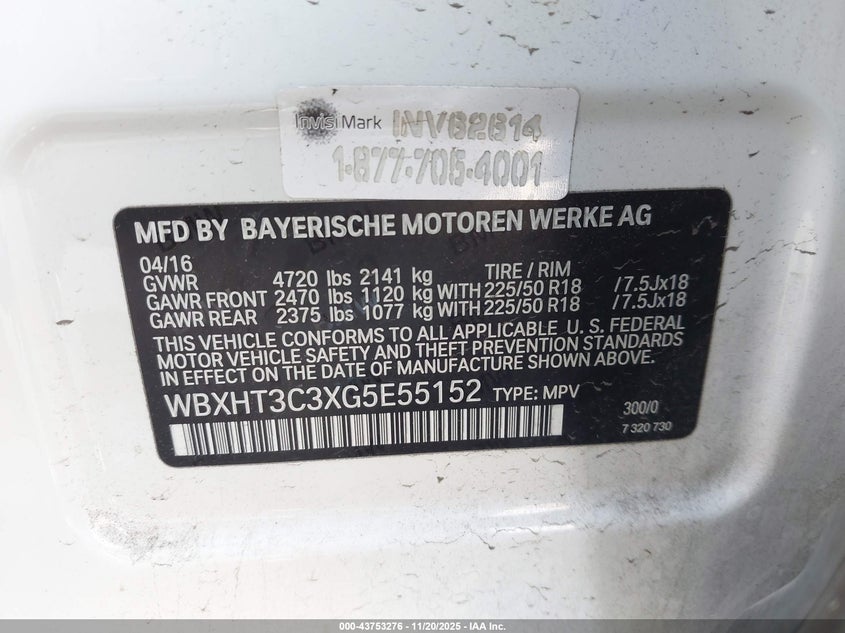 InvisiMark INV62614
1-877-705-4001
MFD BY BAYERISCHE MOTOREN WERKE AG
04/16
GVWR 4720 lbs 2141 kg TIRE / RIM
GAWR FRONT 2470 lbs 1120 kg WITH 225/50 R18 /7.5Jx18
GAWR REAR 2375 lbs 1077 kg WITH 225/50 R18 /7.5Jx18
THIS VEHICLE CONFORMS TO ALL APPLICABLE U. S. FEDERAL
MOTOR VEHICLE SAFETY AND THEFT PREVENTION STANDARDS
IN EFFECT ON THE DATE OF MANUFACTURE SHOWN ABOVE.
WBXHT3C3XG5E55152 TYPE: MPV
300/0
7 320 730
000-43753276 - 11/20/2025 - IAA Inc.